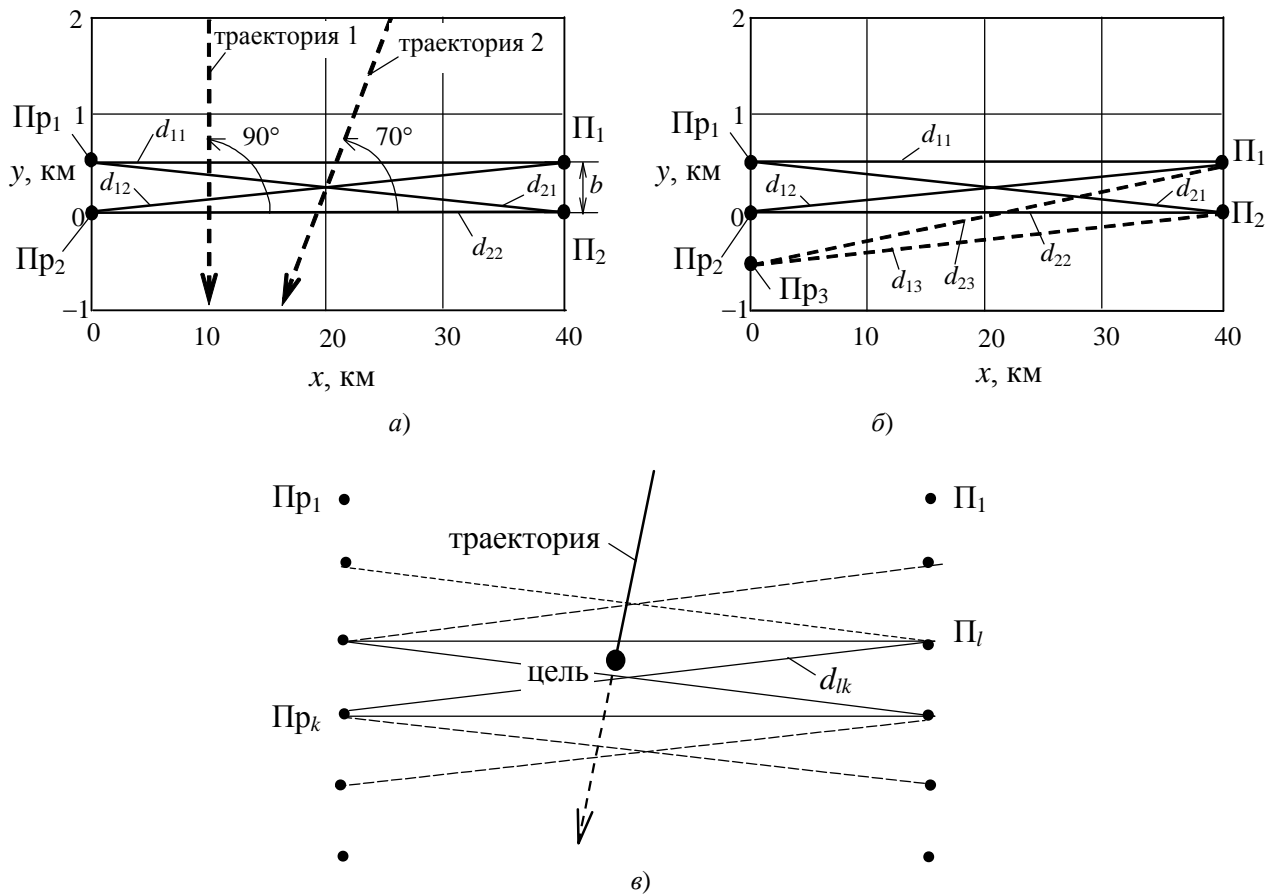 2
траектория 1
траектория 2
1
Пр₁
d₁₁
90°
70°
П₁
y, км
d₁₂
d₂₁
b
0
Пр₂
d₂₂
П₂
−1
0
10
20
30
40
x, км
а)
2
1
Пр₁
d₁₁
П₁
y, км
d₁₂
d₂₁
0
П₂
Пр₂
d₁₃
d₂₃
d₂₂
Пр₃
−1
0
10
20
30
40
x, км
б)
Пр₁
П₁
траектория
Пₗ
цель
dₗₖ
Прₖ
в)